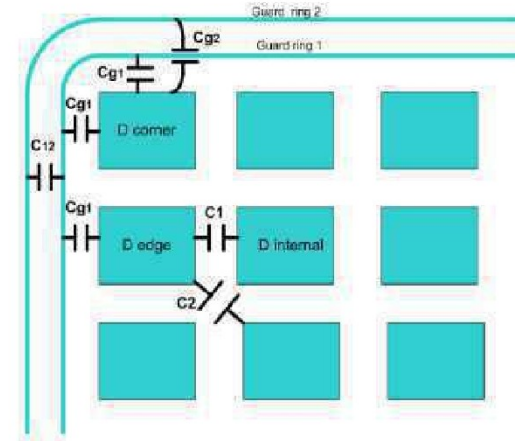 Guard ring 2
Cg2
Guard ring 1
Cg1
Cg1
D corner
C12
Cg1
C1
D edge
D internal
C2